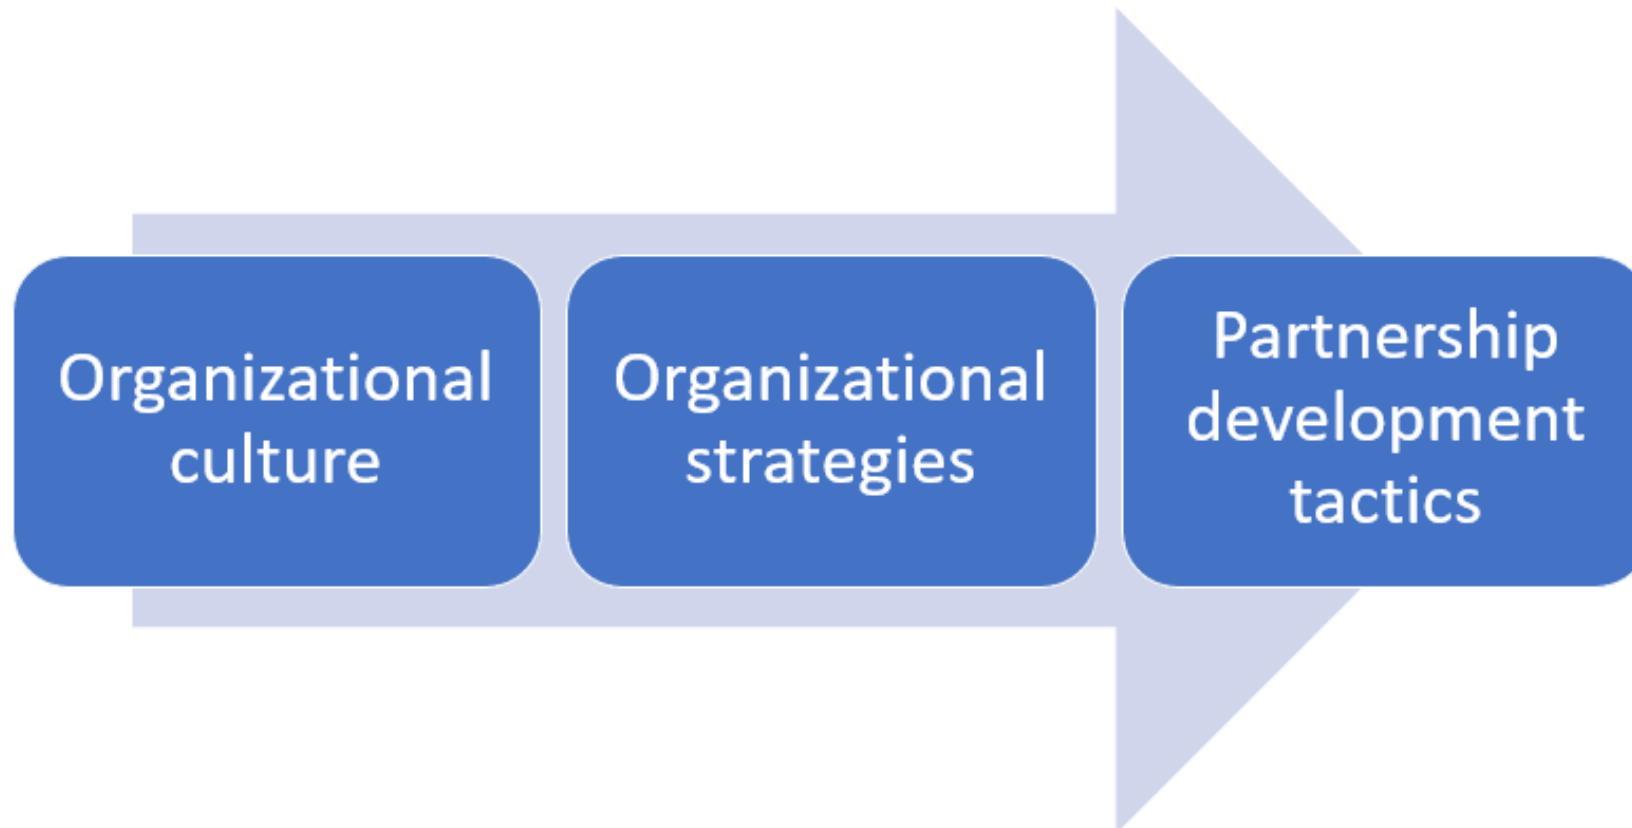 Organizational
culture
Organizational
strategies
Partnership
development
tactics